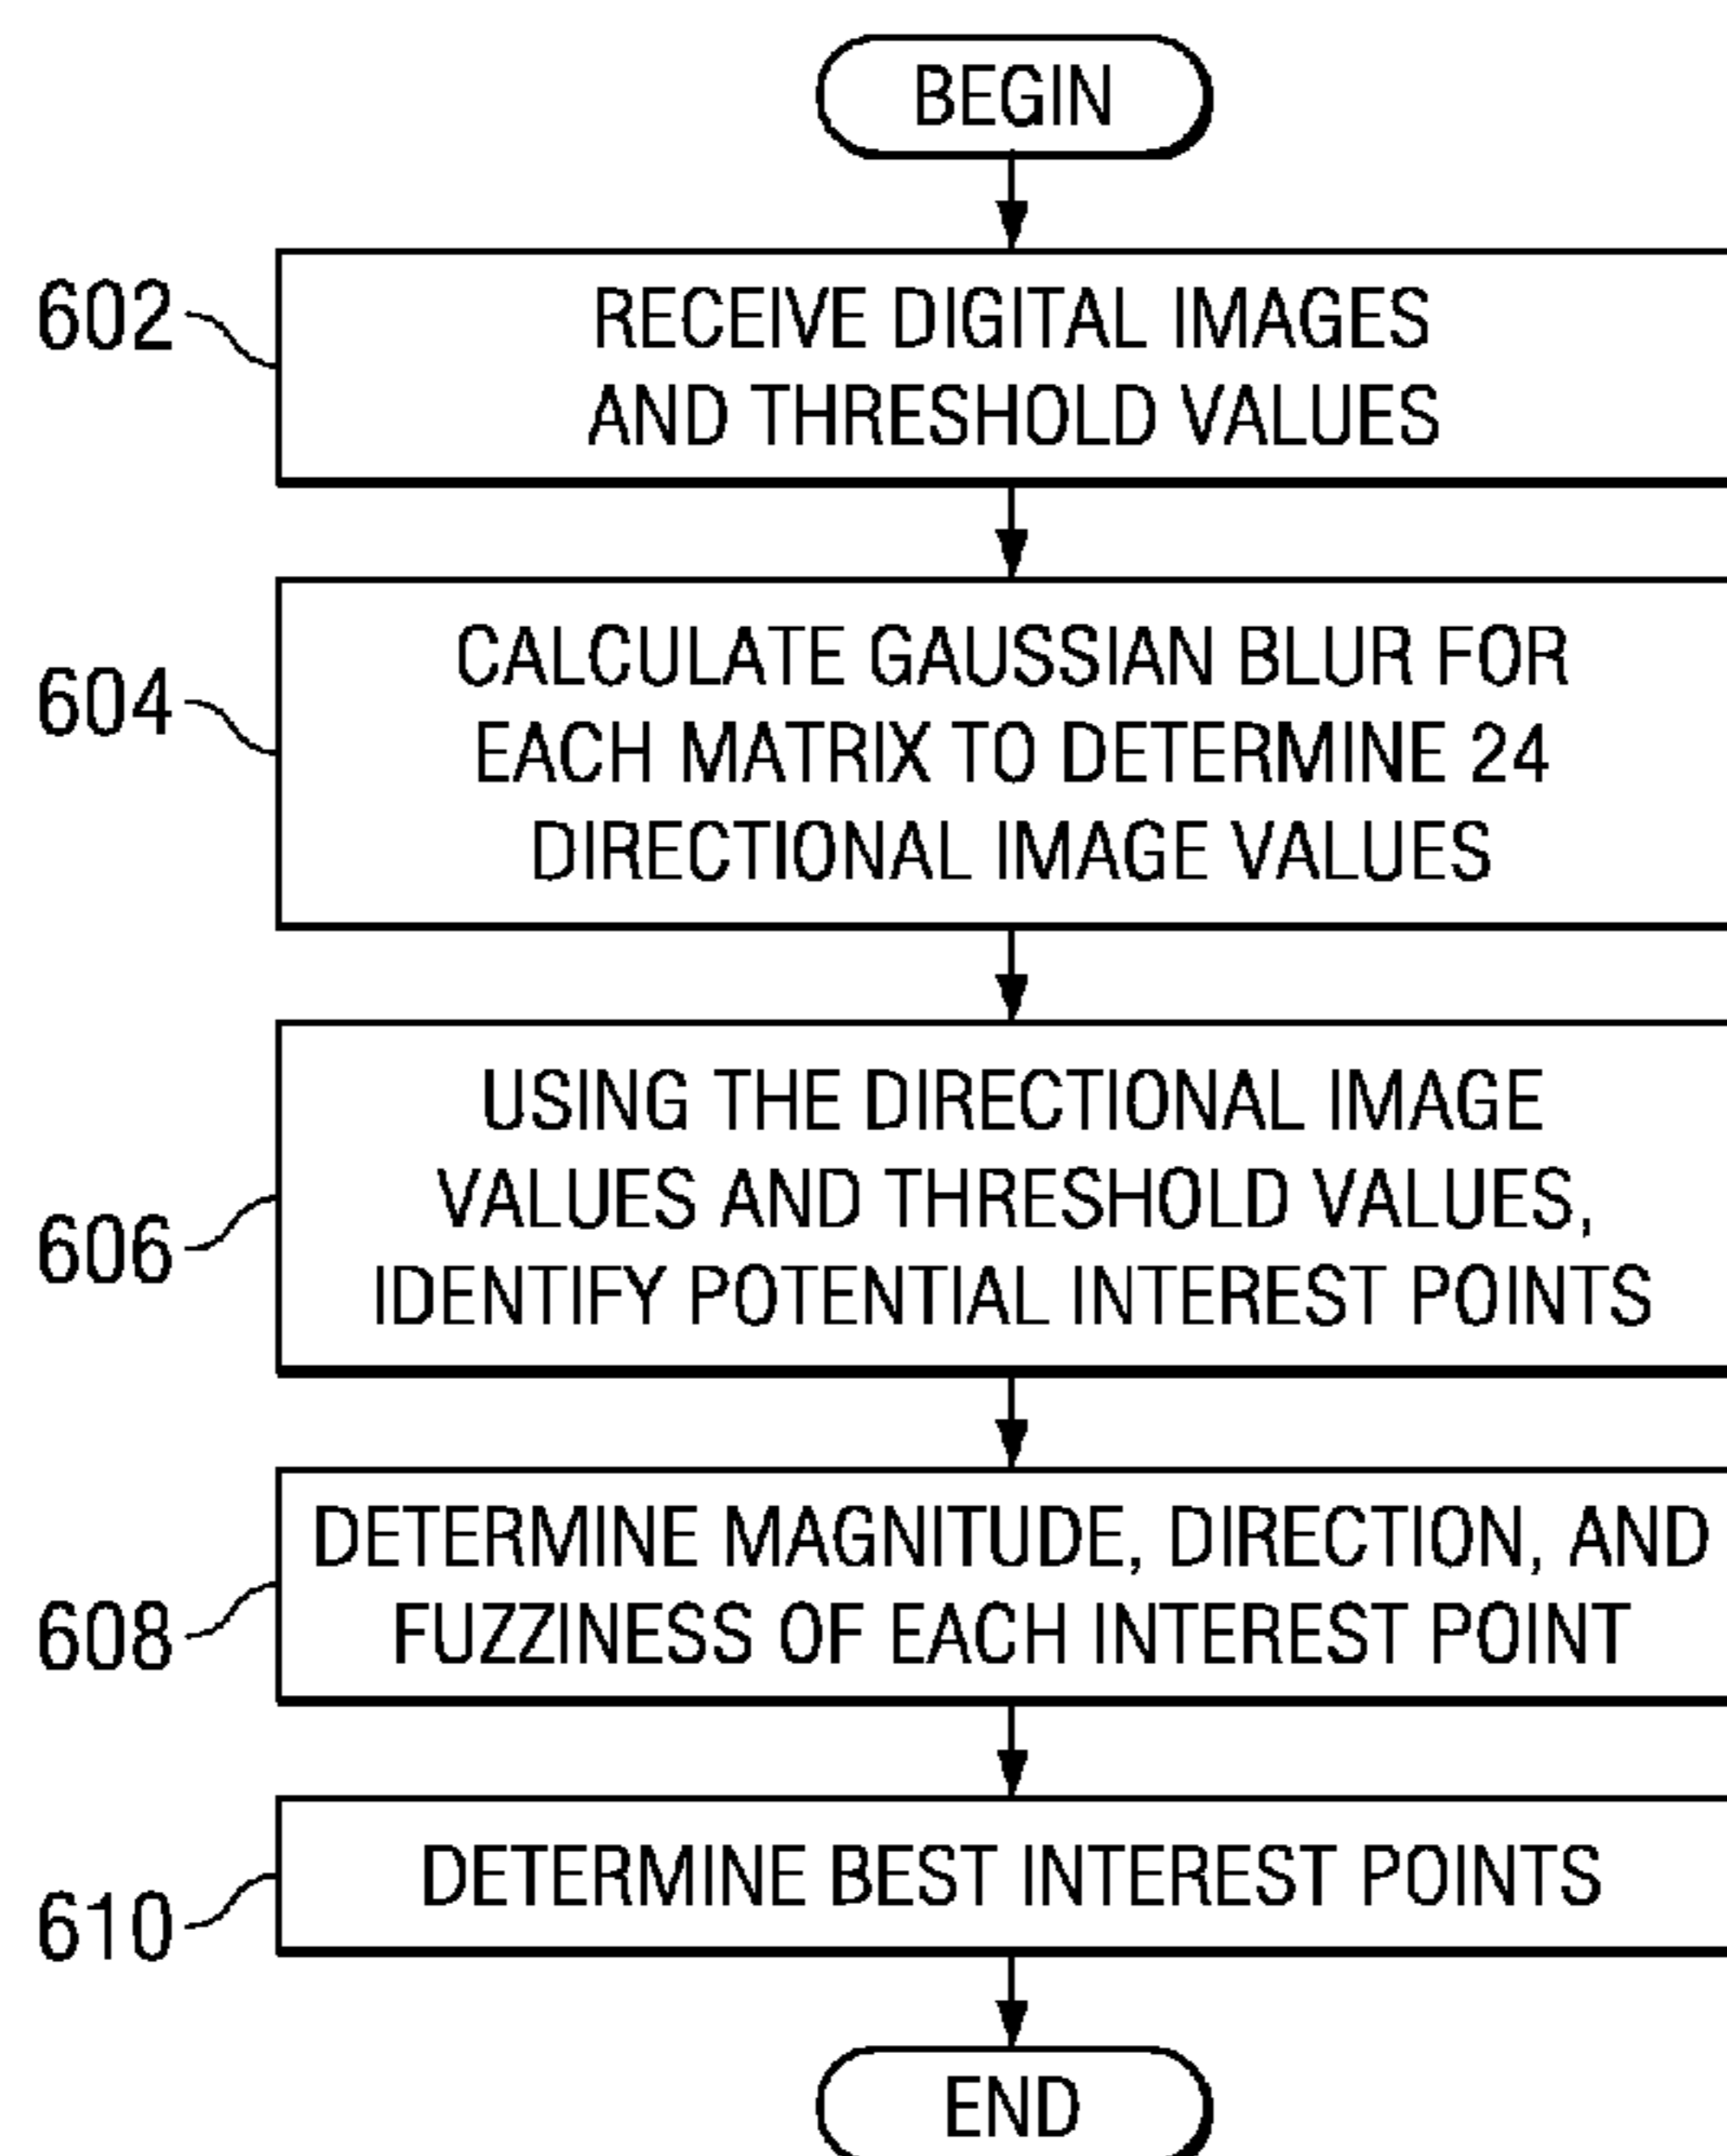 BEGIN
602
RECEIVE DIGITAL IMAGES
AND THRESHOLD VALUES
604
CALCULATE GAUSSIAN BLUR FOR
EACH MATRIX TO DETERMINE 24
DIRECTIONAL IMAGE VALUES
606
USING THE DIRECTIONAL IMAGE
VALUES AND THRESHOLD VALUES,
IDENTIFY POTENTIAL INTEREST POINTS
608
DETERMINE MAGNITUDE, DIRECTION, AND
FUZZINESS OF EACH INTEREST POINT
610
DETERMINE BEST INTEREST POINTS
END